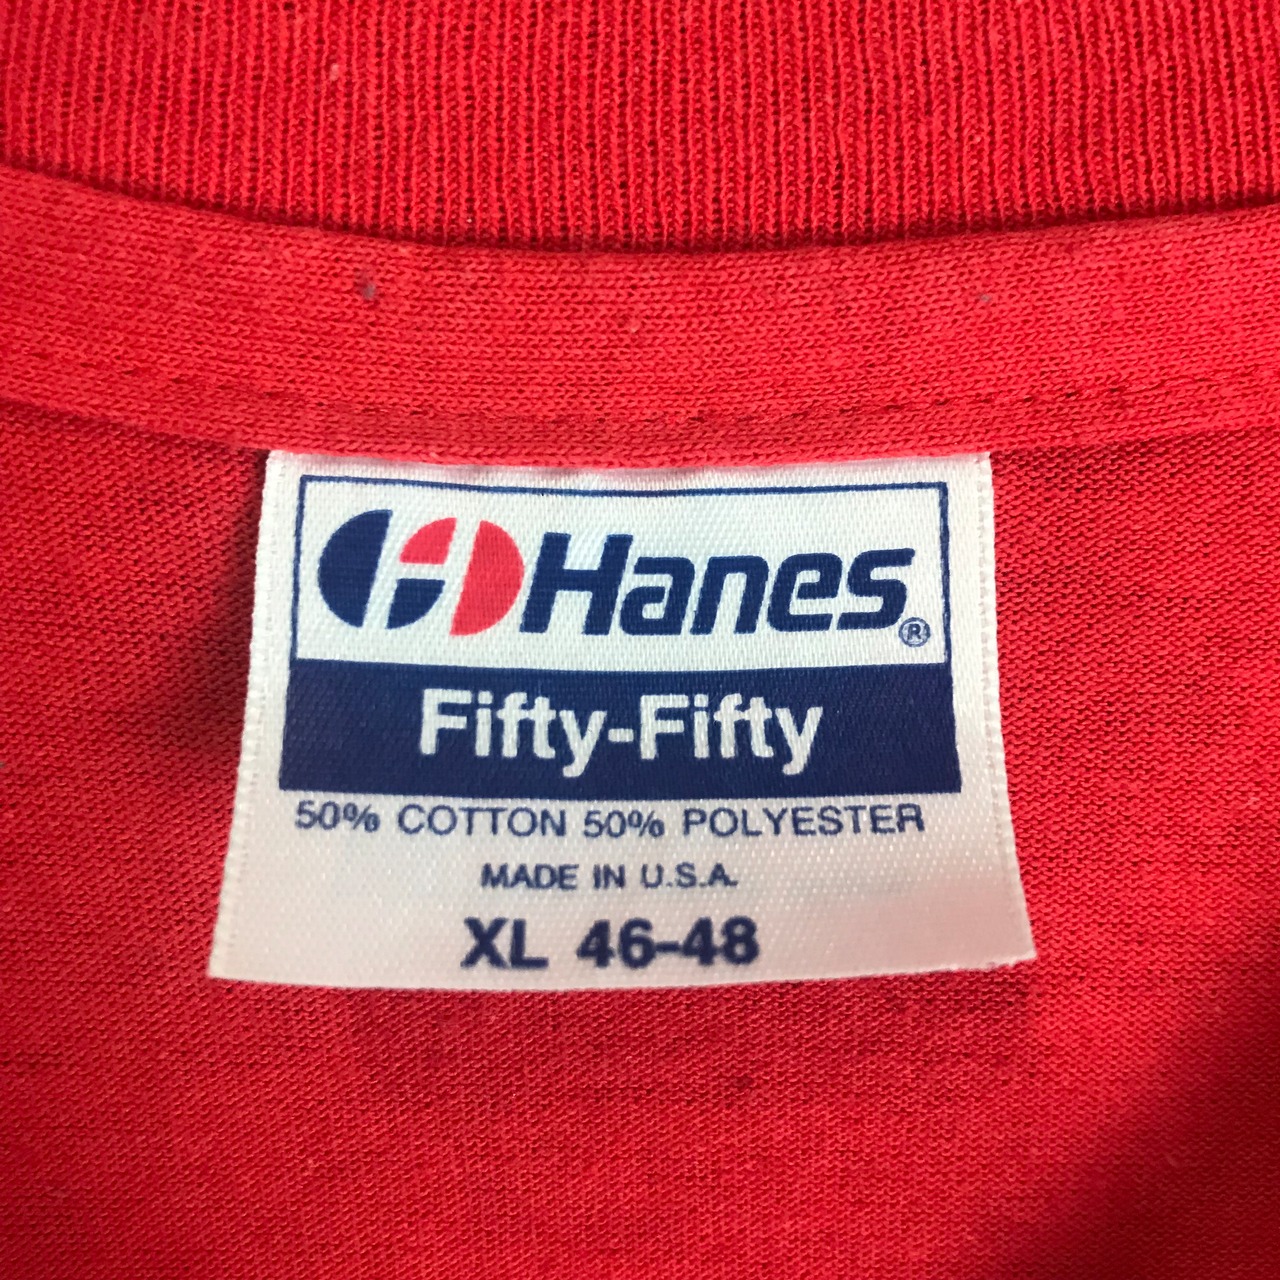 Hanes®
Fifty-Fifty
50% COTTON 50% POLYESTER
MADE IN U.S.A.
XL 46-48